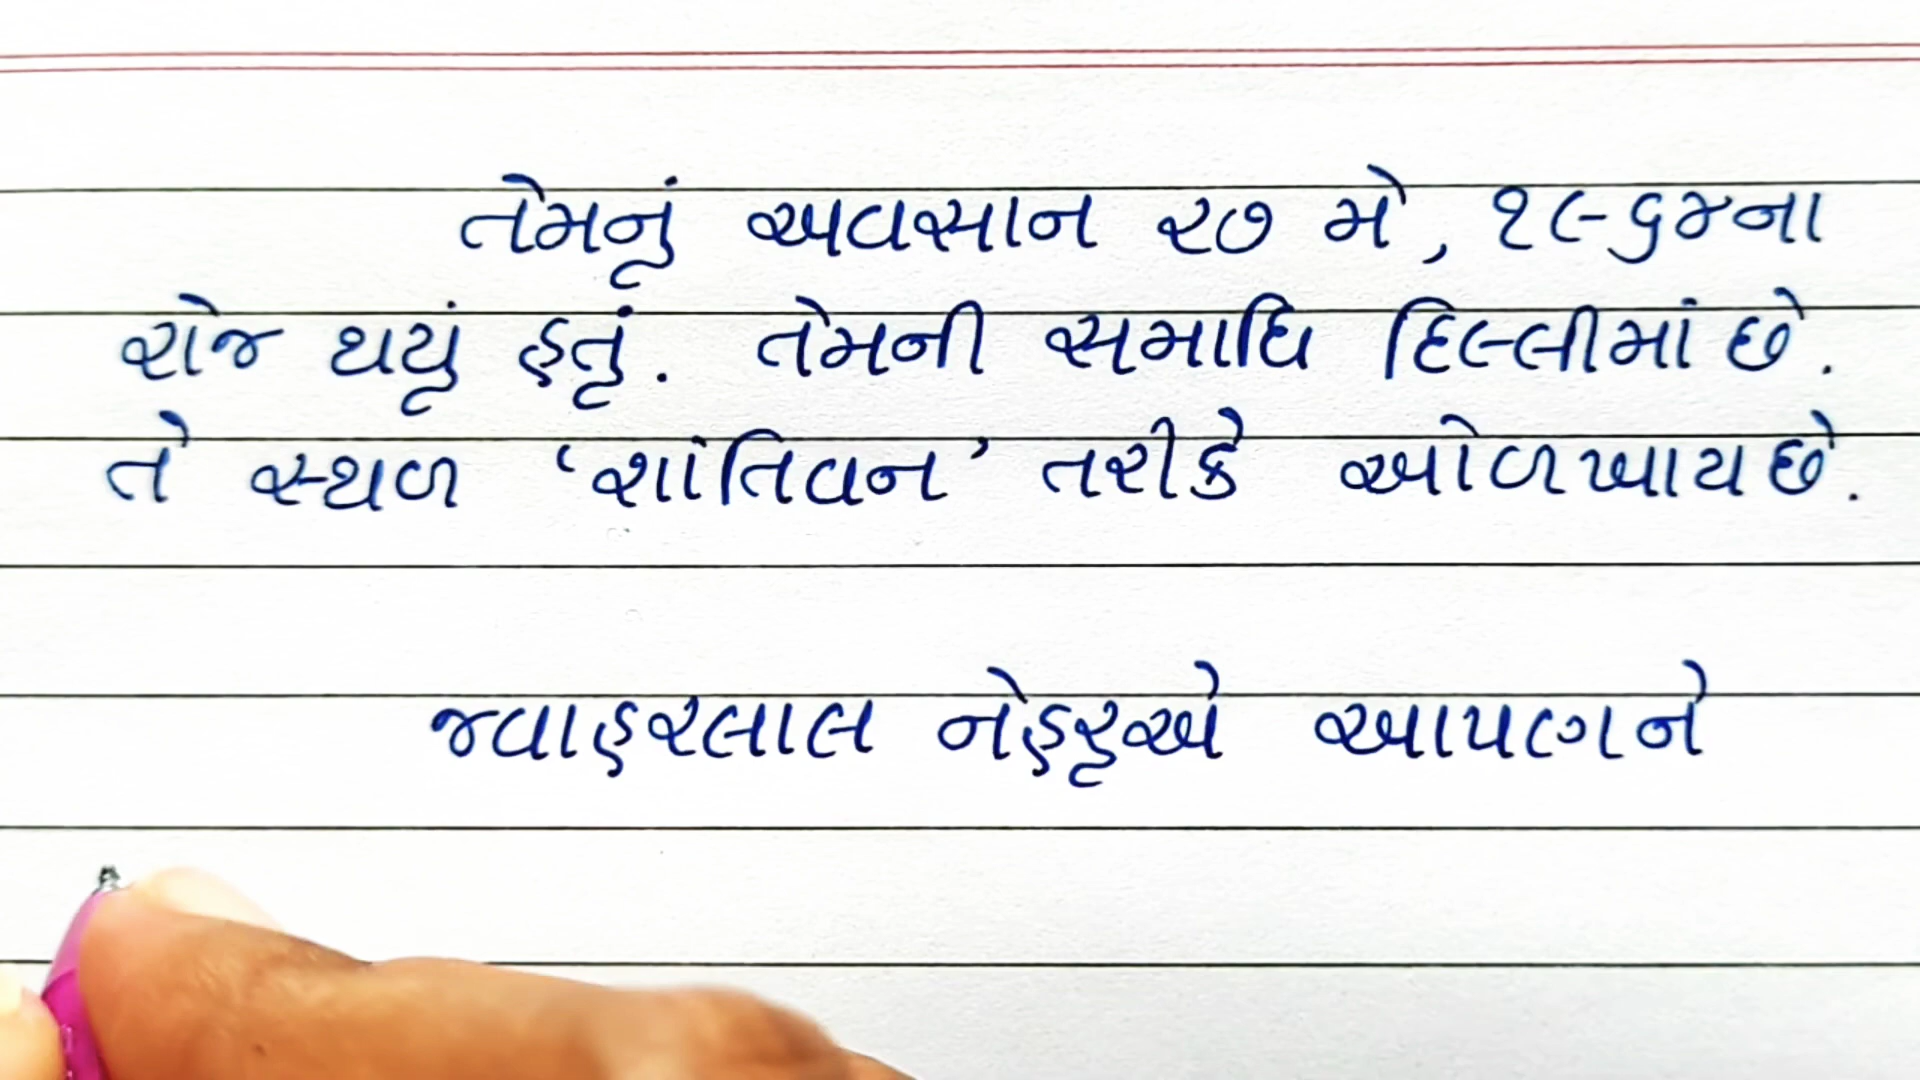 તેમનું અવસાન ૨૭ મે, ૧૯૬૪ના
રોજ થયું હતું. તેમની સમાધિ દિલ્લીમાં છે.
તે સ્થળ ‘શાંતિવન’ તરીકે ઓળખાય છે.
જવાહરલાલ નેહરુએ આપણને